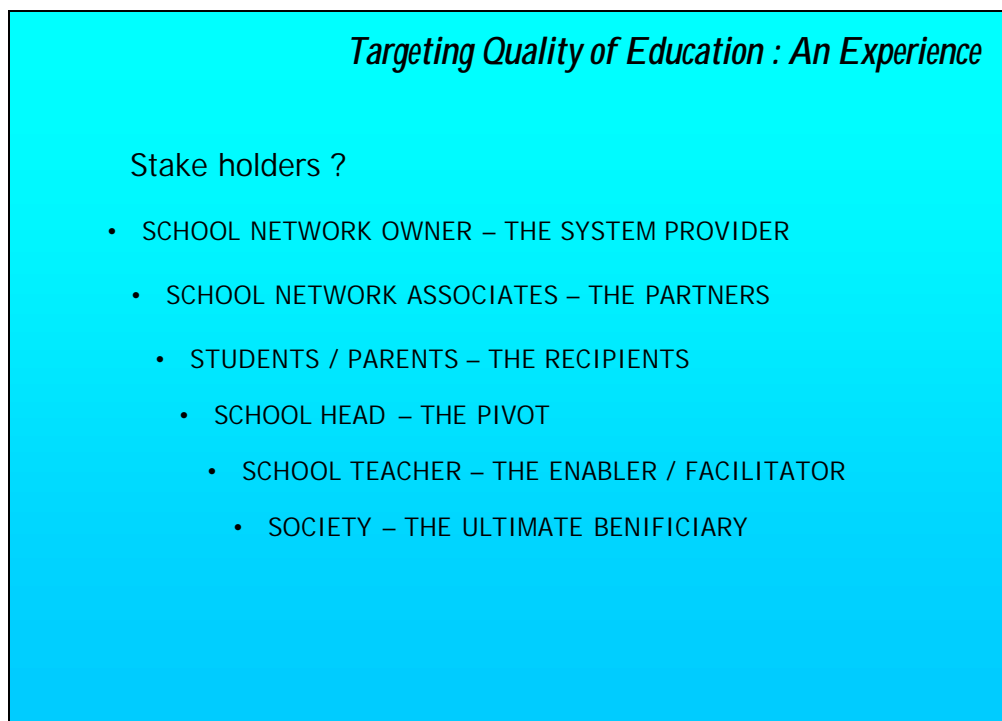 Targeting Quality of Education : An Experience
Stake holders ?
• SCHOOL NETWORK OWNER – THE SYSTEM PROVIDER
• SCHOOL NETWORK ASSOCIATES – THE PARTNERS
• STUDENTS / PARENTS – THE RECIPIENTS
• SCHOOL HEAD – THE PIVOT
• SCHOOL TEACHER – THE ENABLER / FACILITATOR
• SOCIETY – THE ULTIMATE BENIFICIARY